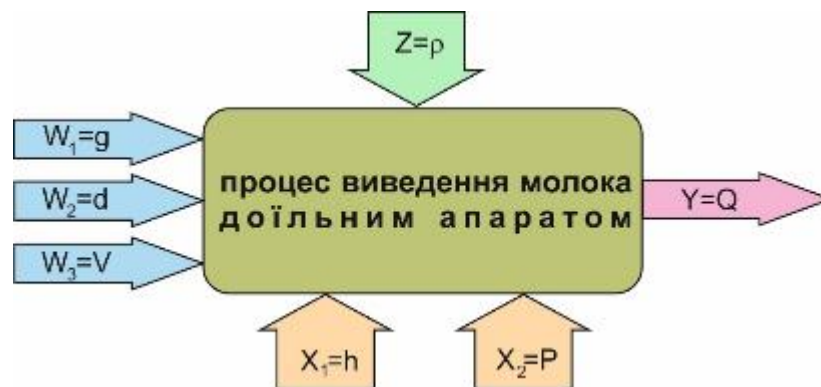 Z=ρ
W₁=g
W₂=d
W₃=V
процес виведення молока
доїльним апаратом
Y=Q
X₁=h
X₂=P